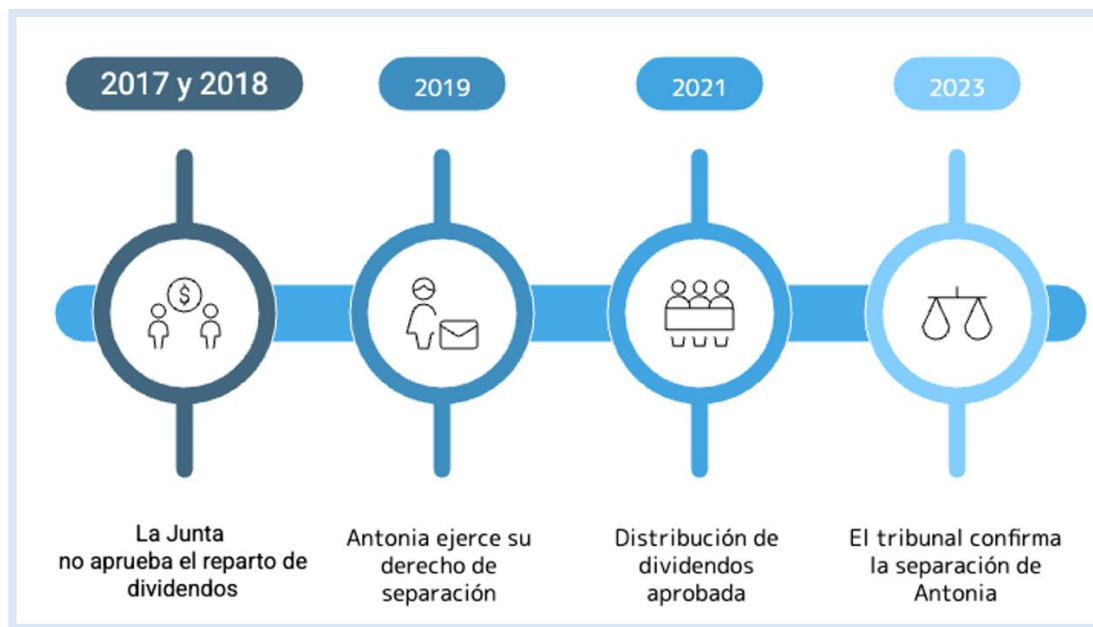 2017 y 2018
2019
2021
2023
$
La Junta
no aprueba el reparto de
dividendos
Antonia ejerce su
derecho de
separación
Distribución de
dividendos
aprobada
El tribunal confirma
la separación de
Antonia